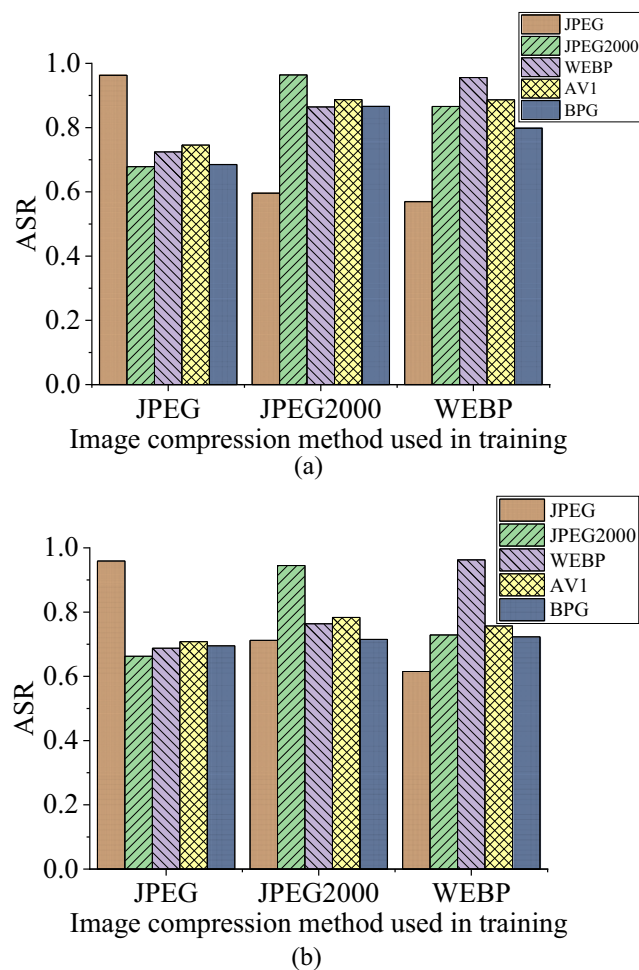 JPEG
JPEG2000
WEBP
AV1
BPG
1.0
0.8
0.6
0.4
0.2
0.0
ASR
JPEG JPEG2000 WEBP
Image compression method used in training
(a)
JPEG
JPEG2000
WEBP
AV1
BPG
1.0
0.8
0.6
0.4
0.2
0.0
ASR
JPEG JPEG2000 WEBP
Image compression method used in training
(b)